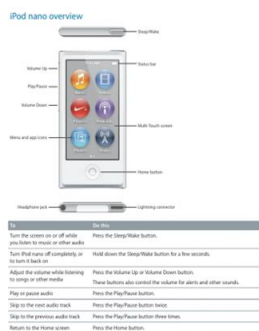 iPod nano overview
Sleep/Wake
Status bar
Volume Up
Play/Pause
Volume Down
Multi-Touch screen
Menu and app icons
Home button
Headphone jack
Lightning connector
To
Do this
Turn the screen on or off while
you listen to music or other audio
Press the Sleep/Wake button.
Turn iPod nano off completely, or
to turn it back on
Hold down the Sleep/Wake button for a few seconds.
Adjust the volume while listening
to songs or other media
Press the Volume Up or Volume Down button.
These buttons also control the volume for alerts and other sounds.
Play or pause audio
Press the Play/Pause button.
Skip to the next audio track
Press the Play/Pause button twice.
Skip to the previous audio track
Press the Play/Pause button three times.
Return to the Home screen
Press the Home button.